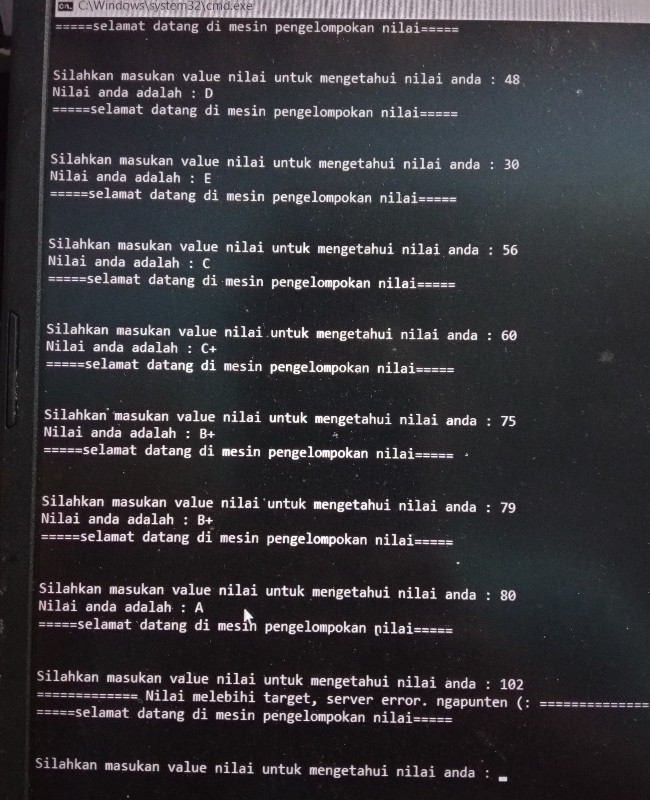 C:\Windows\system32\cmd.exe
=====selamat datang di mesin pengelompokan nilai=====
Silahkan masukan value nilai untuk mengetahui nilai anda : 48
Nilai anda adalah : D
=====selamat datang di mesin pengelompokan nilai=====
Silahkan masukan value nilai untuk mengetahui nilai anda : 30
Nilai anda adalah : E
=====selamat datang di mesin pengelompokan nilai=====
Silahkan masukan value nilai untuk mengetahui nilai anda : 56
Nilai anda adalah : C
=====selamat datang di mesin pengelompokan nilai=====
Silahkan masukan value nilai untuk mengetahui nilai anda : 60
Nilai anda adalah : C+
=====selamat datang di mesin pengelompokan nilai=====
Silahkan masukan value nilai untuk mengetahui nilai anda : 75
Nilai anda adalah : B+
=====selamat datang di mesin pengelompokan nilai=====
Silahkan masukan value nilai untuk mengetahui nilai anda : 79
Nilai anda adalah : B+
=====selamat datang di mesin pengelompokan nilai=====
Silahkan masukan value nilai untuk mengetahui nilai anda : 80
Nilai anda adalah : A
=====selamat datang di mesin pengelompokan nilai=====
Silahkan masukan value nilai untuk mengetahui nilai anda : 102
============= Nilai melebihi target, server error. ngapunten (: ==============
=====selamat datang di mesin pengelompokan nilai=====
Silahkan masukan value nilai untuk mengetahui nilai anda : _